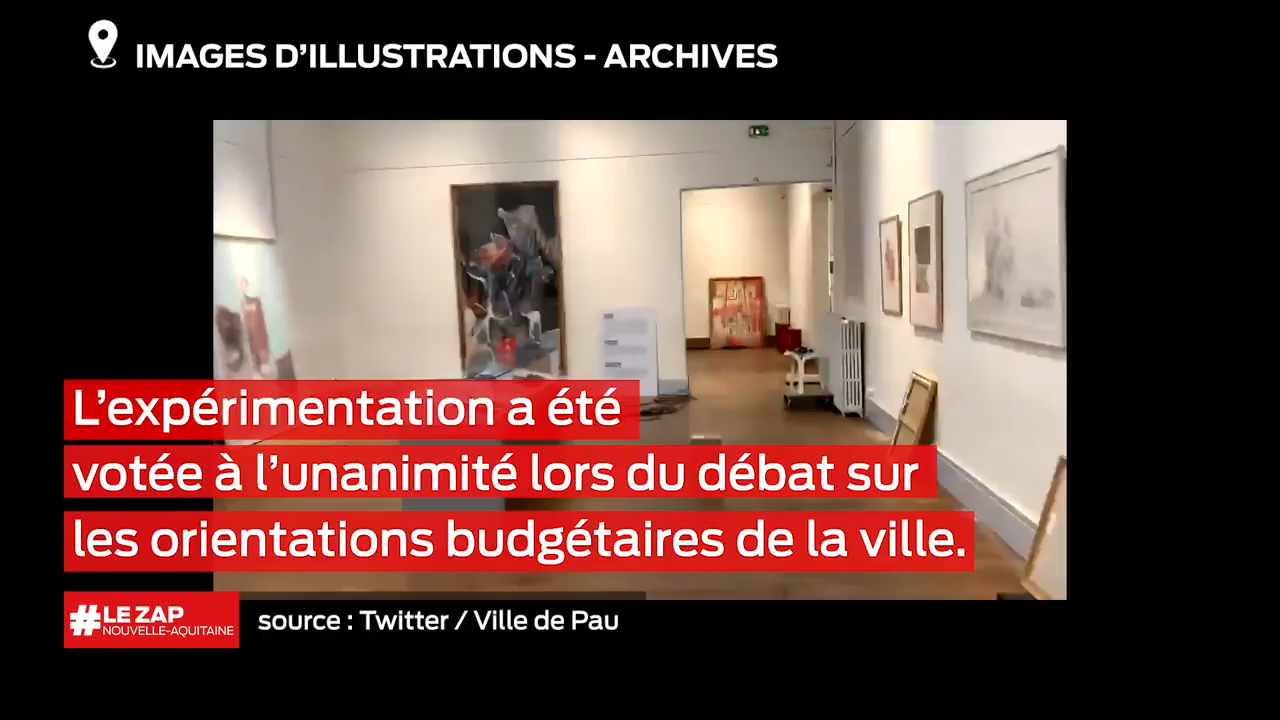 IMAGES D’ILLUSTRATIONS - ARCHIVES
L’expérimentation a été
votée à l’unanimité lors du débat sur
les orientations budgétaires de la ville.
#LE ZAP
NOUVELLE-AQUITAINE
source : Twitter / Ville de Pau